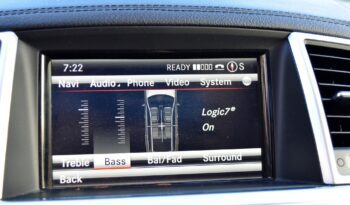 7:22 READY S
Navi Audio Phone Video System
Logic7®
On
Treble Bass Bal/Fad Surround
Back